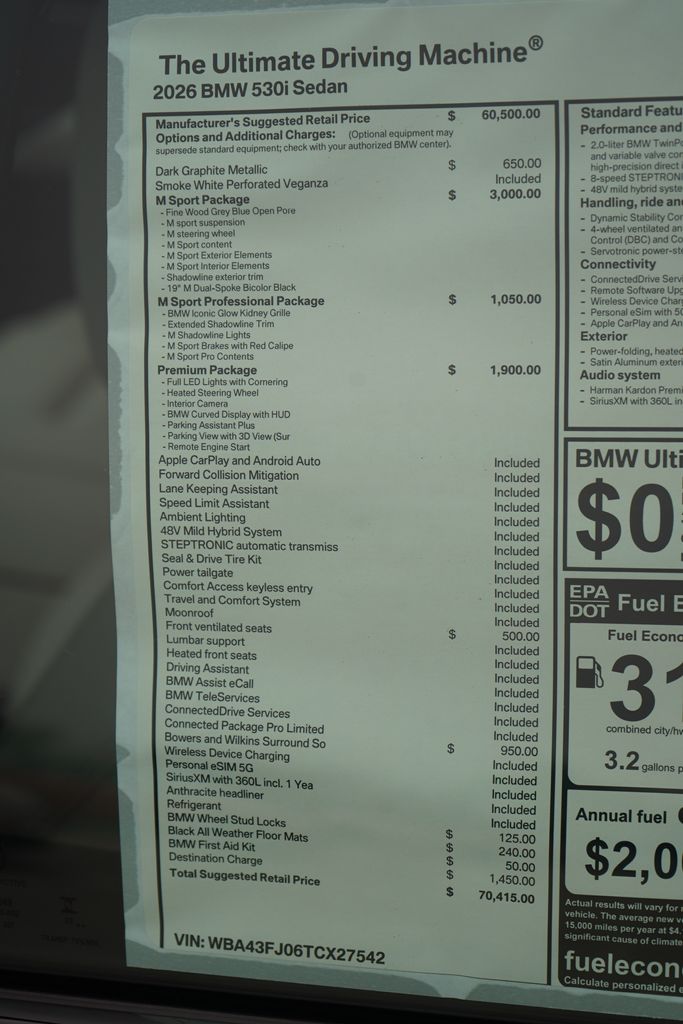 The Ultimate Driving Machine®
2026 BMW 530i Sedan
Manufacturer's Suggested Retail Price $ 60,500.00
Options and Additional Charges: (Optional equipment may
supersede standard equipment; check with your authorized BMW center).
Dark Graphite Metallic $ 650.00
Smoke White Perforated Veganza Included
M Sport Package $ 3,000.00
- Fine Wood Grey Blue Open Pore
- M sport suspension
- M steering wheel
- M Sport content
- M Sport Exterior Elements
- M Sport Interior Elements
- Shadowline exterior trim
- 19" M Dual-Spoke Bicolor Black
M Sport Professional Package $ 1,050.00
- BMW Iconic Glow Kidney Grille
- Extended Shadowline Trim
- M Shadowline Lights
- M Sport Brakes with Red Calipe
- M Sport Pro Contents
Premium Package $ 1,900.00
- Full LED Lights with Cornering
- Heated Steering Wheel
- Interior Camera
- BMW Curved Display with HUD
- Parking Assistant Plus
- Parking View with 3D View (Sur
- Remote Engine Start
Apple CarPlay and Android Auto Included
Forward Collision Mitigation Included
Lane Keeping Assistant Included
Speed Limit Assistant Included
Ambient Lighting Included
48V Mild Hybrid System Included
STEPTRONIC automatic transmiss Included
Seal & Drive Tire Kit Included
Power tailgate Included
Comfort Access keyless entry Included
Travel and Comfort System Included
Moonroof Included
Front ventilated seats $ 500.00
Lumbar support Included
Heated front seats Included
Driving Assistant Included
BMW Assist eCall Included
BMW TeleServices Included
ConnectedDrive Services Included
Connected Package Pro Limited Included
Bowers and Wilkins Surround So $ 950.00
Wireless Device Charging Included
Personal eSIM 5G Included
SiriusXM with 360L incl. 1 Yea Included
Anthracite headliner Included
Refrigerant Included
BMW Wheel Stud Locks $ 125.00
Black All Weather Floor Mats $ 240.00
BMW First Aid Kit $ 50.00
Destination Charge $ 1,450.00
Total Suggested Retail Price $ 70,415.00
VIN: WBA43FJ06TCX27542
Standard Featu
Performance and
- 2.0-liter BMW TwinPo
and variable valve con
high-precision direct i
- 8-speed STEPTRONI
- 48V mild hybrid syste
Handling, ride and
- Dynamic Stability Con
- 4-wheel ventilated an
Control (DBC) and Co
- Servotronic power-ste
Connectivity
- ConnectedDrive Servi
- Remote Software Upg
- Wireless Device Charg
- Personal eSim with 5G
- Apple CarPlay and An
Exterior
- Power-folding, heated
- Satin Aluminum exteri
Audio system
- Harman Kardon Premi
- SiriusXM with 360L in
BMW Ulti
$0
EPA
DOT
Fuel E
Fuel Econo
31
combined city/hw
3.2 gallons p
Annual fuel
$2,0
Actual results will vary for
vehicle. The average new v
15,000 miles per year at $4.
significant cause of climate
fuelecon
Calculate personalized e